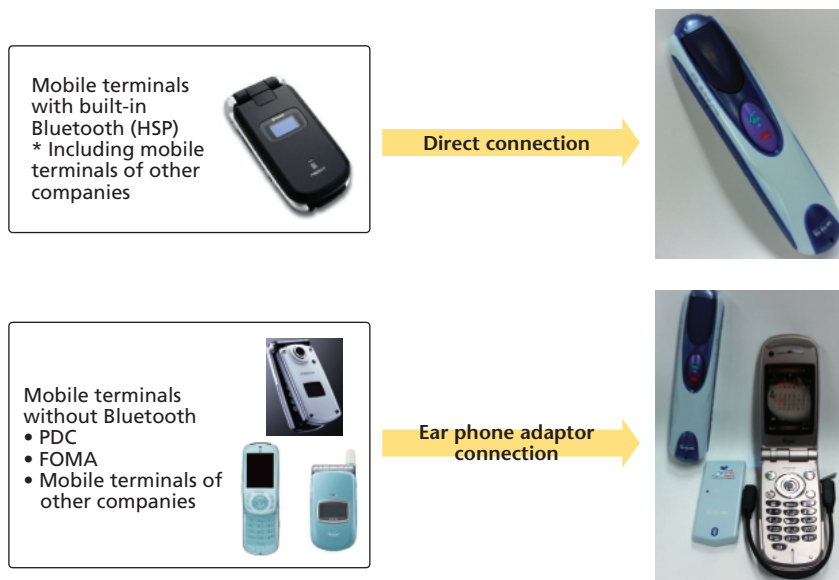 Mobile terminals
with built-in
Bluetooth (HSP)
* Including mobile
terminals of other
companies
Direct connection
Mobile terminals
without Bluetooth
• PDC
• FOMA
• Mobile terminals of
other companies
Ear phone adaptor
connection